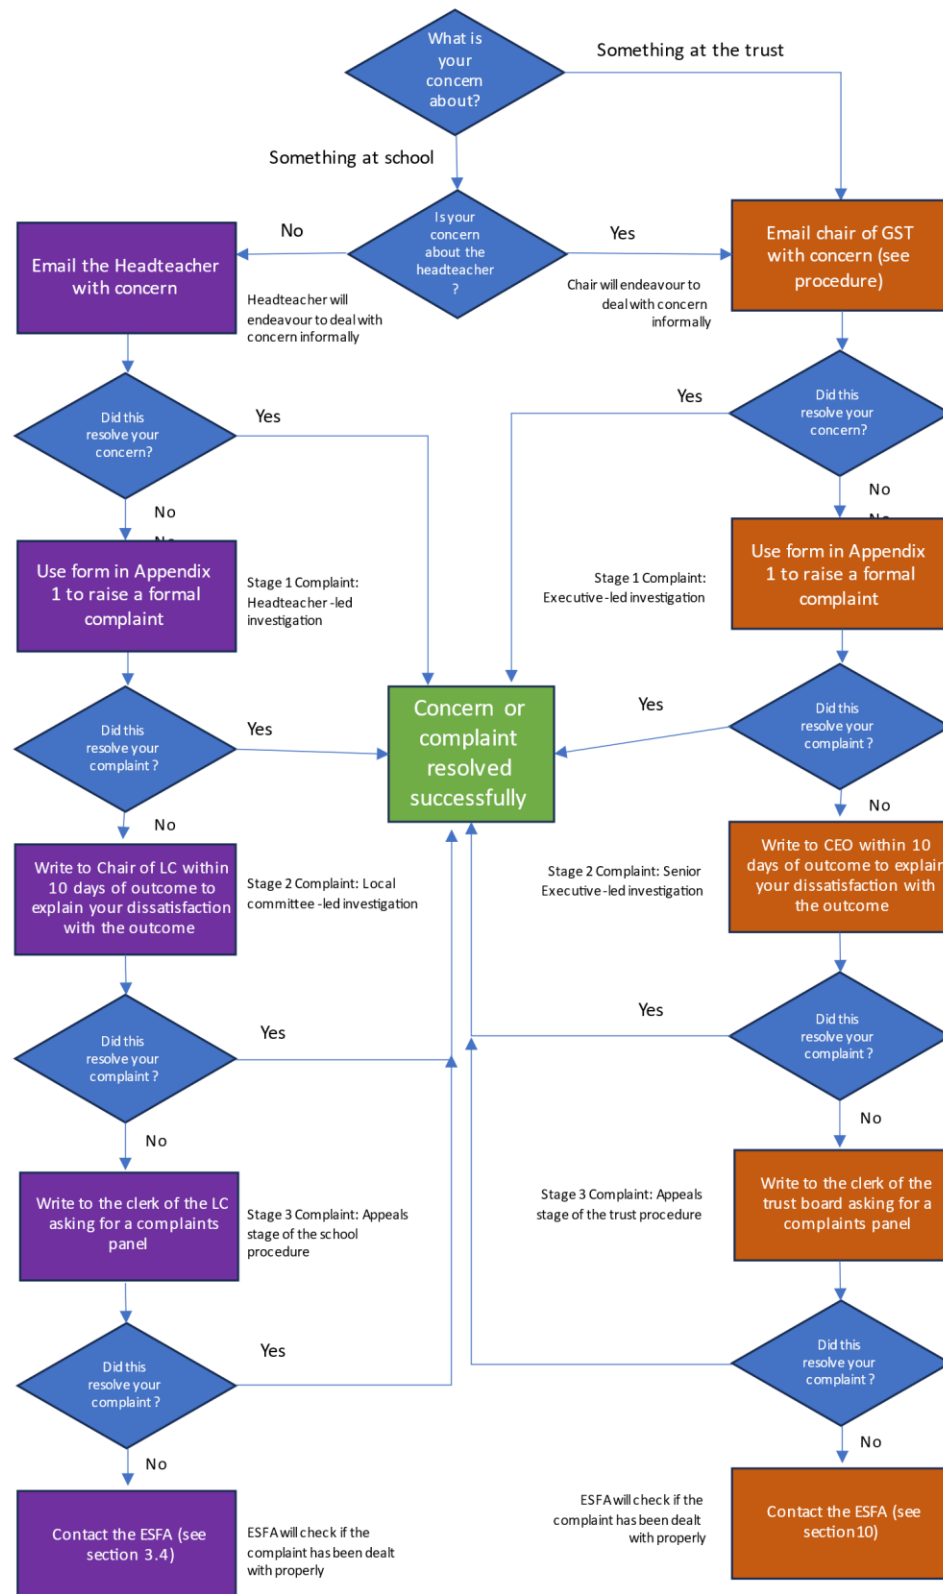 What is
your
concern
about?
Something at the trust
Something at school
Is your
concern
about the
headteacher
?
No
Yes
Email the Headteacher
with concern
Email chair of GST
with concern (see
procedure)
Headteacher will
endeavour to deal with
concern informally
Chair will endeavour to
deal with concern
informally
Did this
resolve your
concern?
Yes
Yes
Did this
resolve your
concern?
No
No
No
No
Use form in Appendix
1 to raise a formal
complaint
Stage 1 Complaint:
Headteacher -led
investigation
Stage 1 Complaint:
Executive -led investigation
Use form in Appendix
1 to raise a formal
complaint
Did this
resolve your
complaint ?
Yes
Concern or
complaint
resolved
successfully
Yes
Did this
resolve your
complaint ?
No
No
Write to Chair of LC within
10 days of outcome to
explain your dissatisfaction
with the outcome
Stage 2 Complaint: Local
committee -led investigation
Stage 2 Complaint: Senior
Executive -led investigation
Write to CEO within 10
days of outcome to explain
your dissatisfaction with
the outcome
Did this
resolve your
complaint ?
Yes
Yes
Did this
resolve your
complaint ?
No
No
Write to the clerk of the LC
asking for a complaints
panel
Stage 3 Complaint: Appeals
stage of the school
procedure
Stage 3 Complaint: Appeals
stage of the trust procedure
Write to the clerk of the
trust board asking for a
complaints panel
Did this
resolve your
complaint ?
Yes
Yes
Did this
resolve your
complaint ?
No
No
Contact the ESFA (see
section 3.4)
ESFA will check if the
complaint has been dealt
with properly
ESFA will check if the
complaint has been dealt
with properly
Contact the ESFA (see
section10)